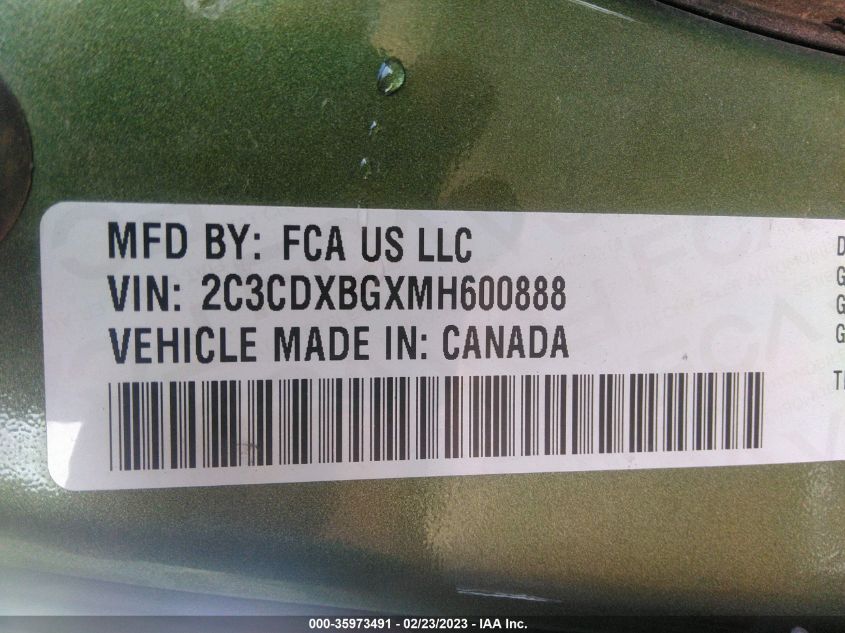 MFD BY: FCA US LLC
VIN: 2C3CDXBGXMH600888
VEHICLE MADE IN: CANADA
D
G
G
G
000-35973491 - 02/23/2023 - IAA Inc.